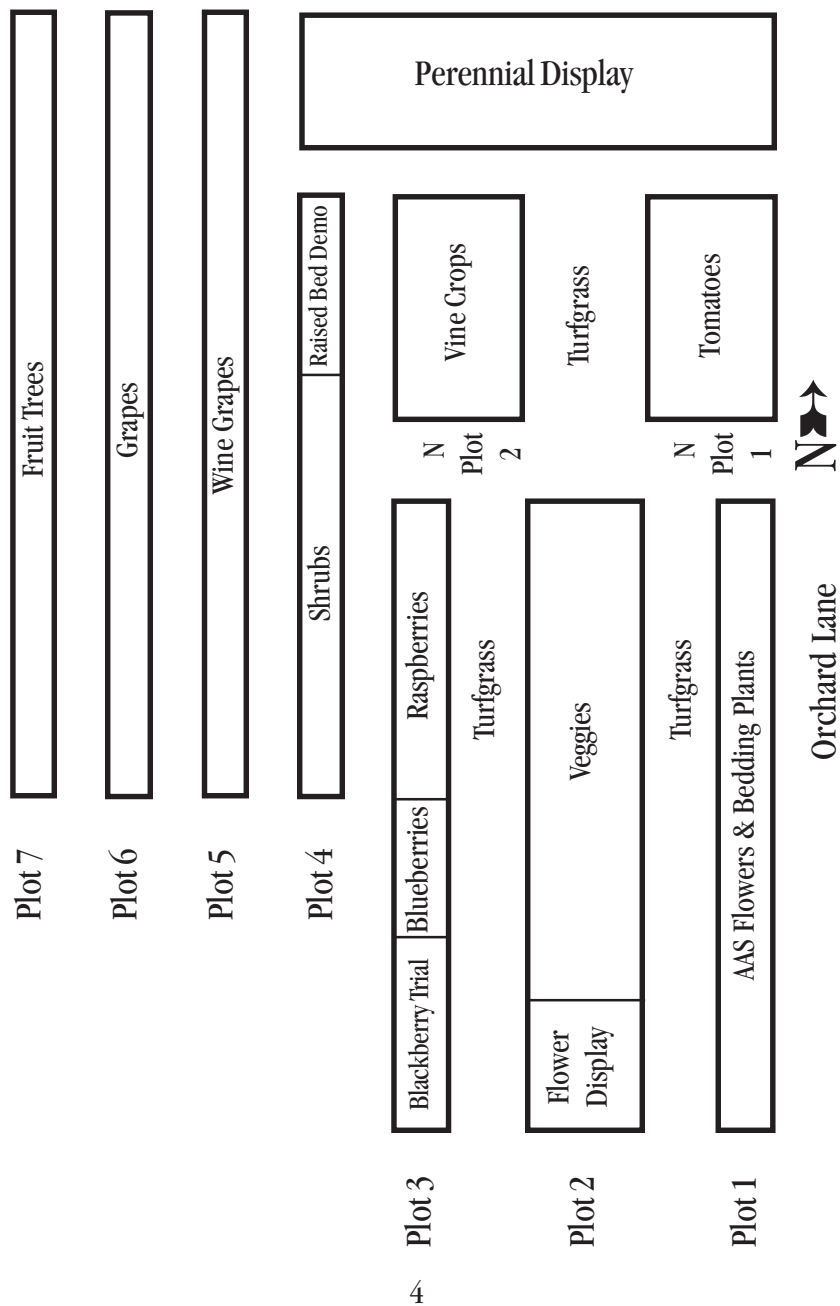 Plot 7
Fruit Trees
Plot 6
Grapes
Plot 5
Wine Grapes
Plot 4
Shrubs
Raised Bed Demo
Perennial Display
Plot 3
Blackberry Trial
Blueberries
Raspberries
N
Plot
2
Vine Crops
Turfgrass
Turfgrass
Plot 2
Flower
Display
Veggies
Turfgrass
N
Plot
1
Tomatoes
Plot 1
AAS Flowers & Bedding Plants
Orchard Lane
N
4